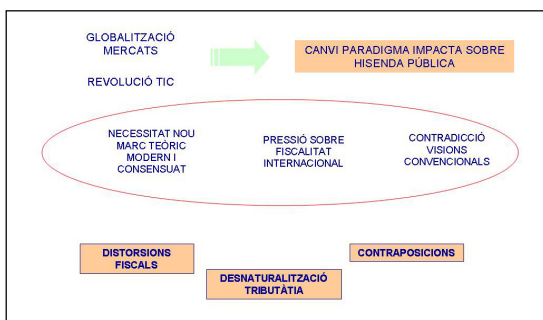 GLOBALITZACIÓ
MERCATS
REVOLUCIÓ TIC
CANVI PARADIGMA IMPACTA SOBRE
HISENDA PÚBLICA
NECESSITAT NOU
MARC TEÒRIC
MODERN I
CONSENSUAT
PRESSIÓ SOBRE
FISCALITAT
INTERNACIONAL
CONTRADICCIÓ
VISIONS
CONVENCIONALS
DISTORSIONS
FISCALS
DESNATURALITZACIÓ
TRIBUTÀTIA
CONTRAPOSICIONS